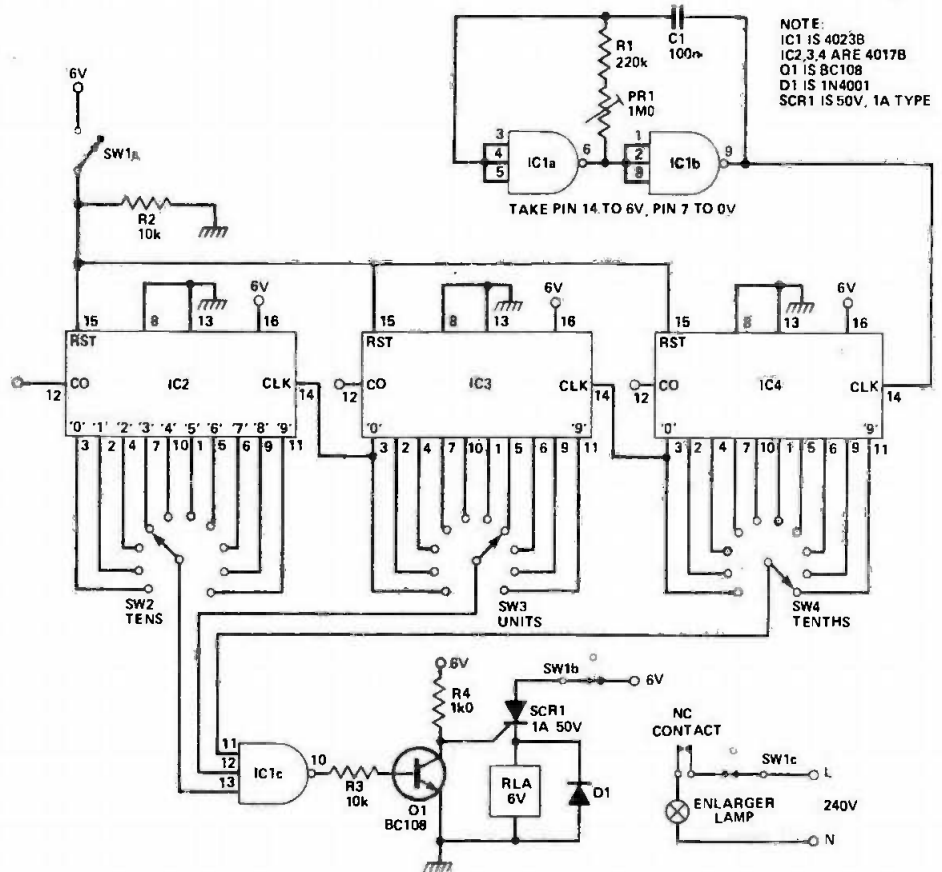 NOTE:
IC1 IS 4023B
IC2,3,4 ARE 4017B
Q1 IS BC108
D1 IS 1N4001
SCR1 IS 50V, 1A TYPE
R1
220k
C1
100n
PR1
1M0
3
4
5
IC1a
6
1
2
8
IC1b
9
TAKE PIN 14 TO 6V, PIN 7 TO 0V
6V
SW1a
R2
10k
6V
6V
6V
15
8
13
16
15
8
13
16
15
8
13
16
RST
RST
RST
12
CO
IC2
CLK
14
12
CO
IC3
CLK
14
12
CO
IC4
CLK
14
'0' '1' '2' '3' '4' '5' '6' '7' '8' '9'
'0' '9'
'0' '9'
3 2 4 7 10 1 5 6 9 11
3 2 4 7 10 1 5 6 9 11
3 2 4 7 10 1 5 6 9 11
SW2
TENS
SW3
UNITS
SW4
TENTHS
11
12
13
IC1c
10
R3
10k
Q1
BC108
6V
R4
1k0
SW1b
6V
SCR1
1A 50V
RLA
6V
D1
NC
CONTACT
SW1c
L
ENLARGER
LAMP
240V
N